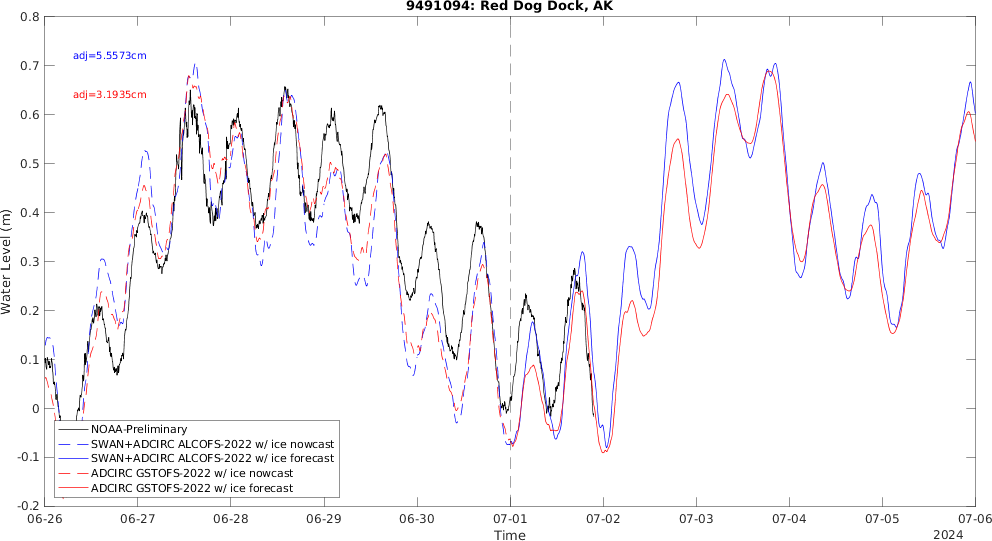 9491094: Red Dog Dock, AK
0.8
0.7
0.6
0.5
0.4
0.3
0.2
0.1
0
-0.1
-0.2
Water Level (m)
adj=5.5573cm
adj=3.1935cm
NOAA-Preliminary
SWAN+ADCIRC ALCOFS-2022 w/ ice nowcast
SWAN+ADCIRC ALCOFS-2022 w/ ice forecast
ADCIRC GSTOFS-2022 w/ ice nowcast
ADCIRC GSTOFS-2022 w/ ice forecast
06-26 06-27 06-28 06-29 06-30 07-01 07-02 07-03 07-04 07-05 07-06
Time
2024